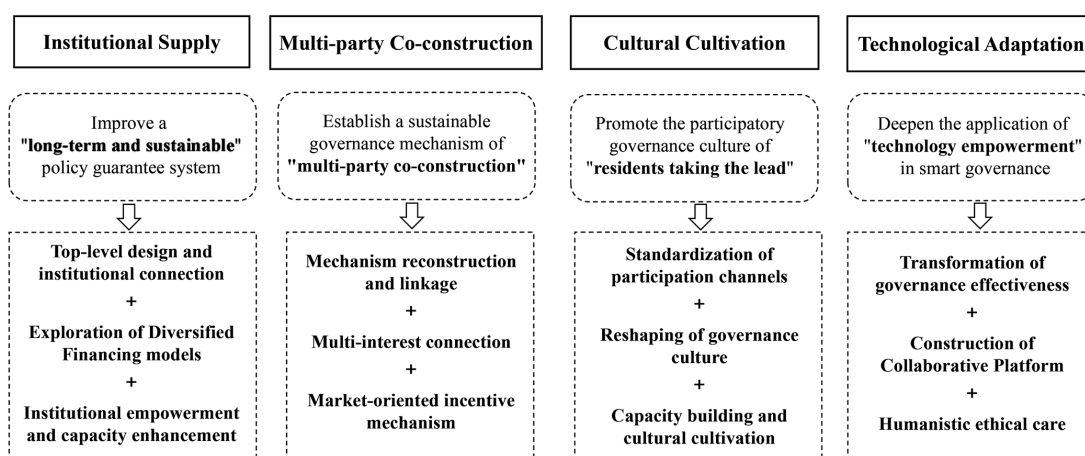 Institutional Supply
Improve a
"long-term and sustainable"
policy guarantee system
Top-level design and
institutional connection
+
Exploration of Diversified
Financing models
+
Institutional empowerment
and capacity enhancement
Multi-party Co-construction
Establish a sustainable
governance mechanism of
"multi-party co-construction"
Mechanism reconstruction
and linkage
+
Multi-interest connection
+
Market-oriented incentive
mechanism
Cultural Cultivation
Promote the participatory
governance culture of
"residents taking the lead"
Standardization of
participation channels
+
Reshaping of governance
culture
+
Capacity building and
cultural cultivation
Technological Adaptation
Deepen the application of
"technology empowerment"
in smart governance
Transformation of
governance effectiveness
+
Construction of
Collaborative Platform
+
Humanistic ethical care